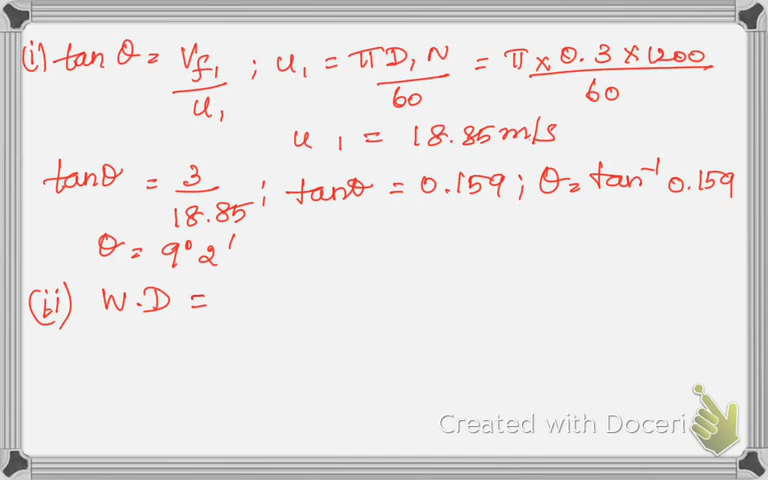 (i) tan θ = Vf1/u1 ; u1 = πD1N/60 = π × 0.3 × 1200/60
u1 = 18.85 m/s
tanθ = 3/18.85 ; tanθ = 0.159 ; θ = tan⁻¹ 0.159
θ = 9° 2'
(ii) W.D =
Created with Doceri